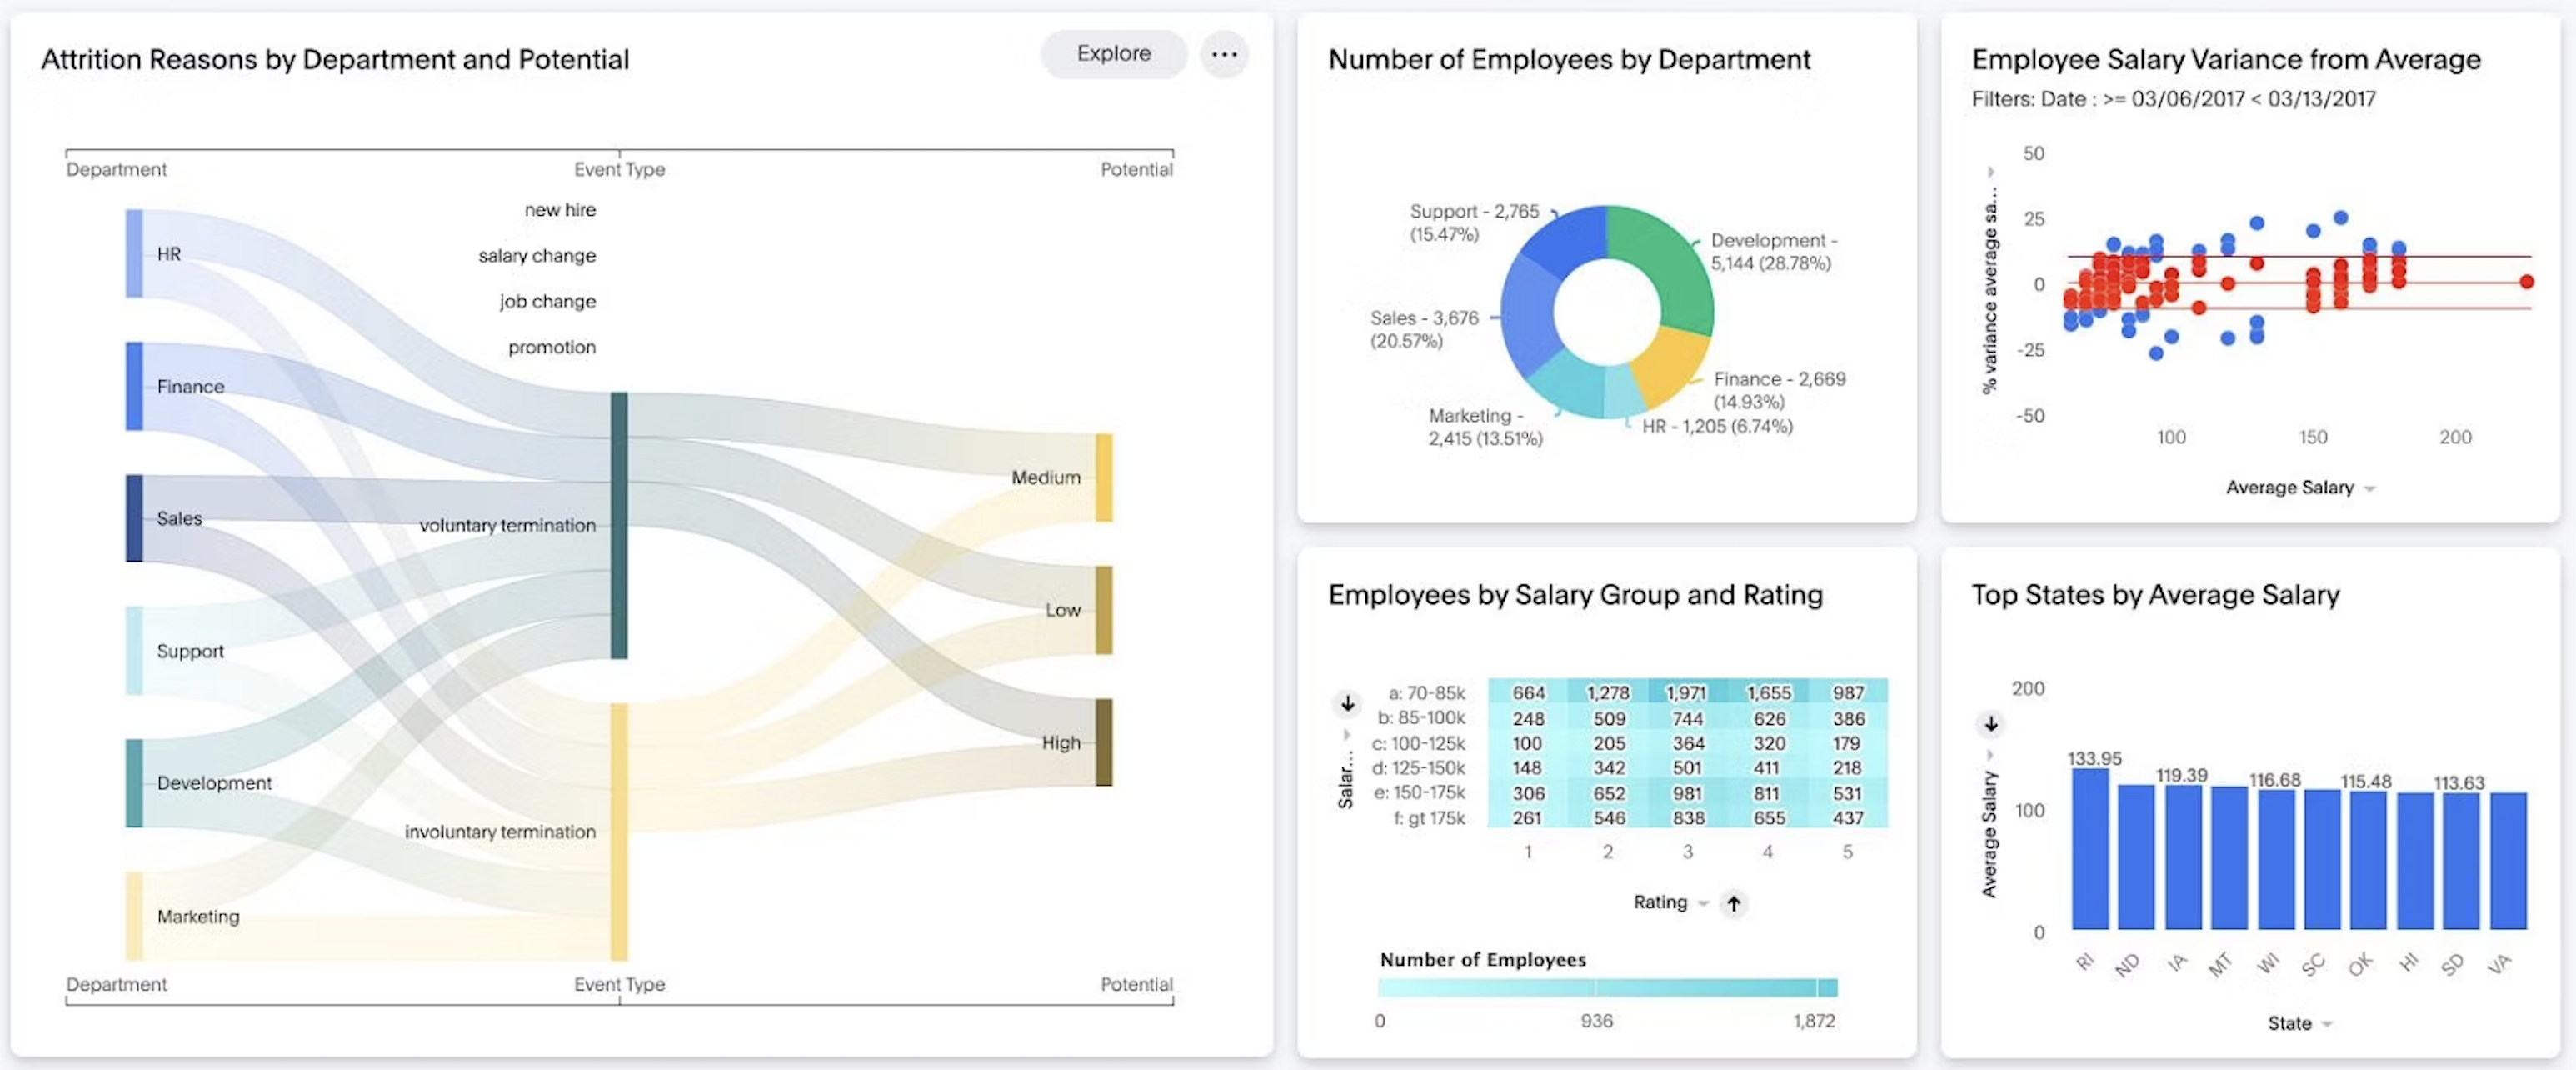 Attrition Reasons by Department and Potential
Explore
Department Event Type Potential
new hire
salary change
job change
promotion
voluntary termination
involuntary termination
HR
Finance
Sales
Support
Development
Marketing
Medium
Low
High
Department Event Type Potential
Number of Employees by Department
Support - 2,765
(15.47%)
Development -
5,144 (28.78%)
Sales - 3,676
(20.57%)
Finance - 2,669
(14.93%)
Marketing -
2,415 (13.51%)
HR - 1,205 (6.74%)
Employee Salary Variance from Average
Filters: Date : >= 03/06/2017 < 03/13/2017
% variance average sa...
50
25
0
-25
-50
100 150 200
Average Salary
Employees by Salary Group and Rating
Salar...
a: 70-85k 664 1,278 1,971 1,655 987
b: 85-100k 248 509 744 626 386
c: 100-125k 100 205 364 320 179
d: 125-150k 148 342 501 411 218
e: 150-175k 306 652 981 811 531
f: gt 175k 261 546 838 655 437
1 2 3 4 5
Rating
Number of Employees
0 936 1,872
Top States by Average Salary
Average Salary
200
100
0
133.95 119.39 116.68 115.48 113.63
RI ND IA MT WI SC OK HI SD VA
State